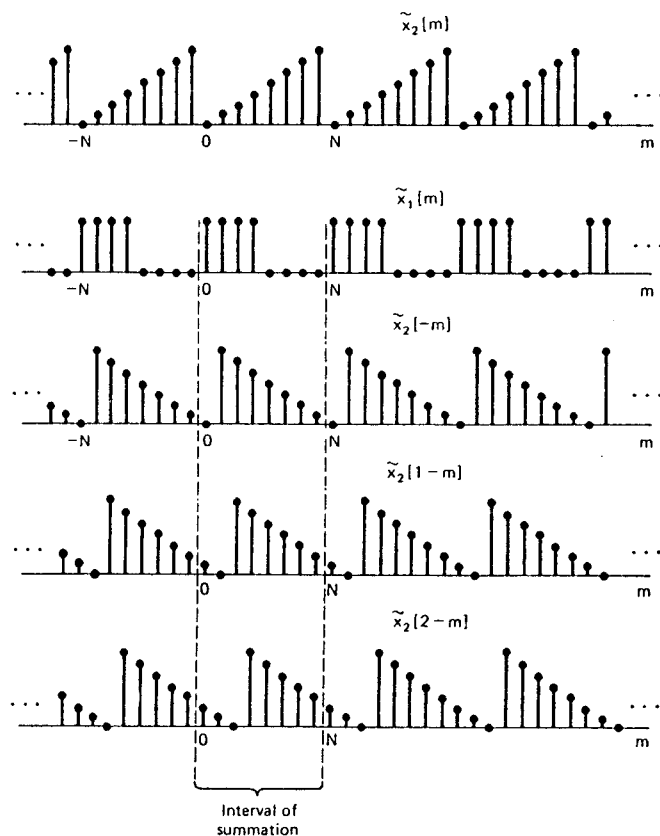 x̃₂[m]
... ...
-N 0 N m
x̃₁[m]
... ...
-N 0 N m
x̃₂[-m]
... ...
-N 0 N m
x̃₂[1-m]
... ...
0 N m
x̃₂[2-m]
... ...
0 N m
Interval of
summation